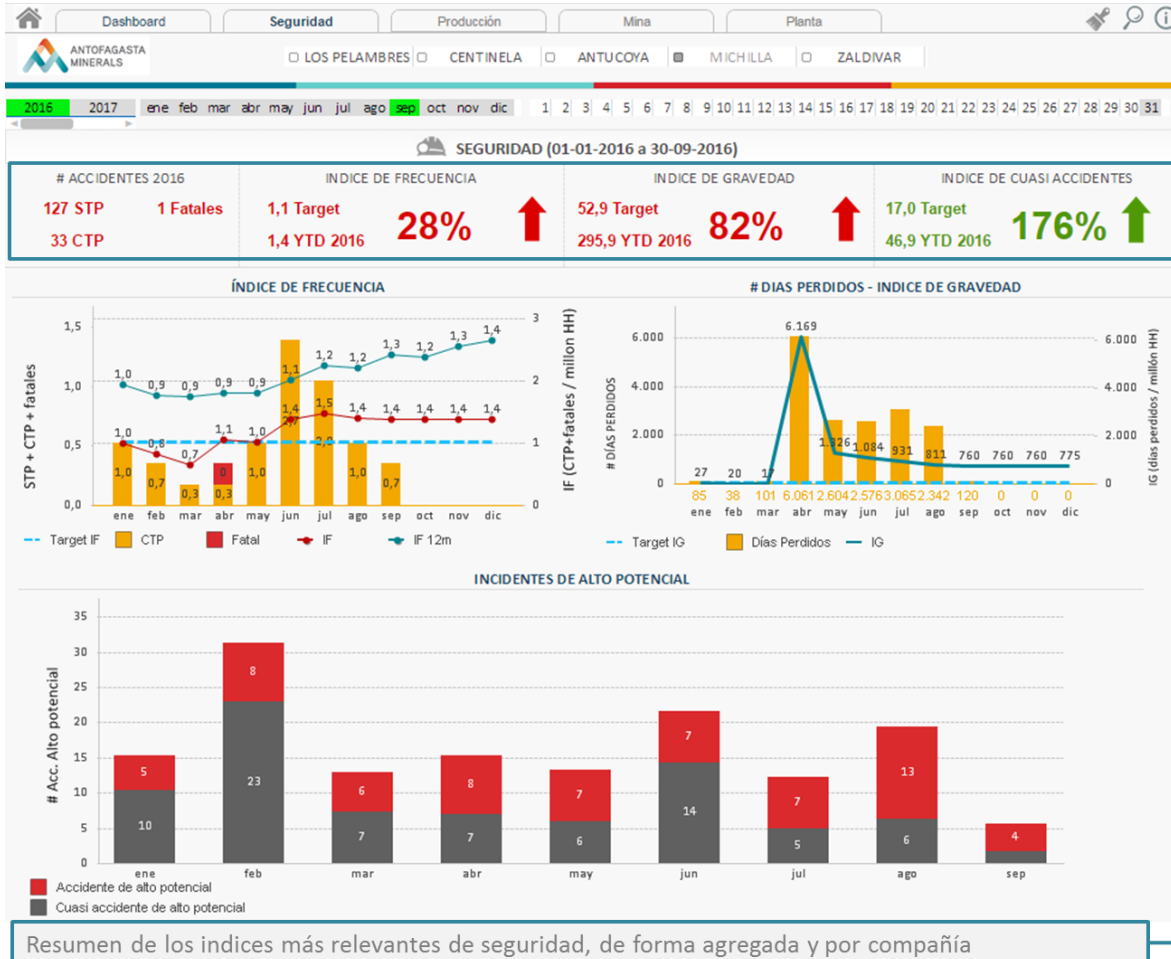 Dashboard Seguridad Producción Mina Planta
ANTOFAGASTA
MINERALS
LOS PELAMBRES CENTINELA ANTUCOYA MICHILLA ZALDIVAR
2016 2017 ene feb mar abr may jun jul ago sep oct nov dic 1 2 3 4 5 6 7 8 9 10 11 12 13 14 15 16 17 18 19 20 21 22 23 24 25 26 27 28 29 30 31
SEGURIDAD (01-01-2016 a 30-09-2016)
# ACCIDENTES 2016
127 STP 1 Fatales
33 CTP
INDICE DE FRECUENCIA
1,1 Target
1,4 YTD 2016
28%
INDICE DE GRAVEDAD
52,9 Target
295,9 YTD 2016
82%
INDICE DE CUASI ACCIDENTES
17,0 Target
46,9 YTD 2016
176%
ÍNDICE DE FRECUENCIA
STP + CTP + fatales
1,5
1,0
0,5
0,0
1,0 0,9 0,9 0,9 0,9 1,1 1,2 1,2 1,3 1,2 1,3 1,4
1,0 0,8 0,7 1,1 1,0 1,4 1,5 1,4 1,4 1,4 1,4 1,4
1,0 0,7 0,3 0,3 1,0 2,7 2,0 1,0 0,7
0
3
2
1
0
IF (CTP+fatales / millon HH)
ene feb mar abr may jun jul ago sep oct nov dic
Target IF CTP Fatal IF IF 12m
# DIAS PERDIDOS - INDICE DE GRAVEDAD
# DÍAS PERDIDOS
6.000
4.000
2.000
0
27 20 17 6.169 1.326 1.084 931 811 760 760 760 775
85 38 101 6.061 2.604 2.576 3.065 2.342 120 0 0 0
6.000
4.000
2.000
0
IG (dias perdidos / millón HH)
ene feb mar abr may jun jul ago sep oct nov dic
Target IG Días Perdidos IG
INCIDENTES DE ALTO POTENCIAL
# Acc. Alto potencial
35
30
25
20
15
10
5
0
5 8 6 8 7 7 7 13 4
10 23 7 7 6 14 5 6
ene feb mar abr may jun jul ago sep
Accidente de alto potencial
Cuasi accidente de alto potencial
Resumen de los indices más relevantes de seguridad, de forma agregada y por compañía